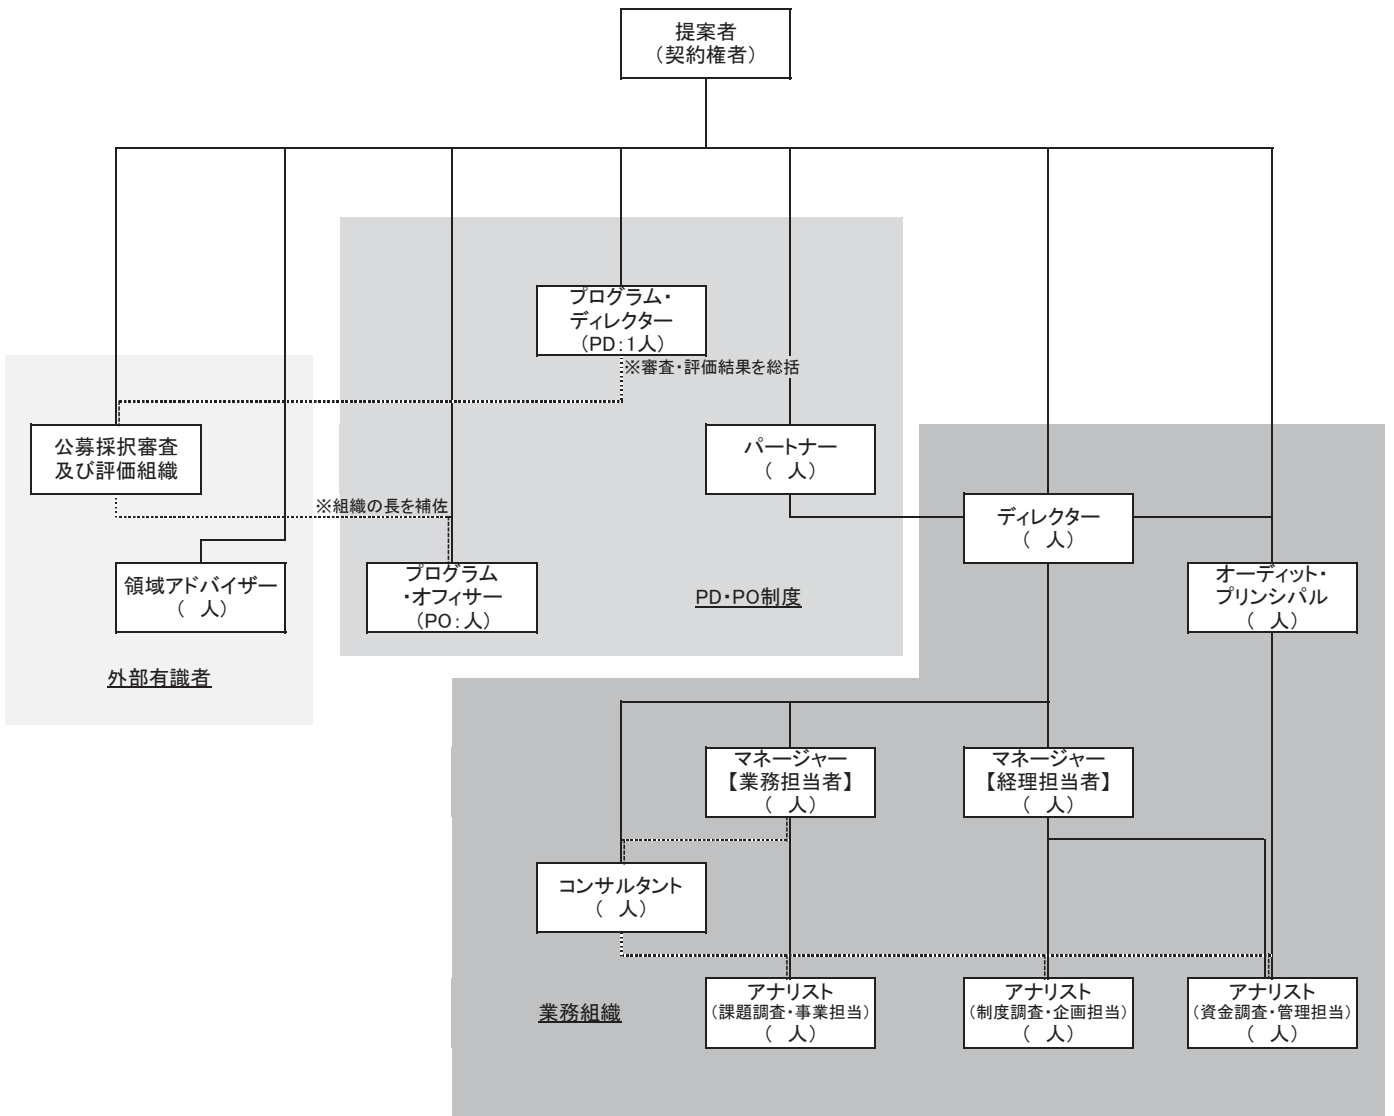 提案者
（契約権者）
プログラム・
ディレクター
（PD：1人）
※審査・評価結果を総括
公募採択審査
及び評価組織
パートナー
（　人）
※組織の長を補佐
ディレクター
（　人）
領域アドバイザー
（　人）
プログラム
・オフィサー
（PO：人）
PD・PO制度
オーディット・
プリンシパル
（　人）
外部有識者
マネージャー
【業務担当者】
（　人）
マネージャー
【経理担当者】
（　人）
コンサルタント
（　人）
業務組織
アナリスト
（課題調査・事業担当）
（　人）
アナリスト
（制度調査・企画担当）
（　人）
アナリスト
（資金調査・管理担当）
（　人）